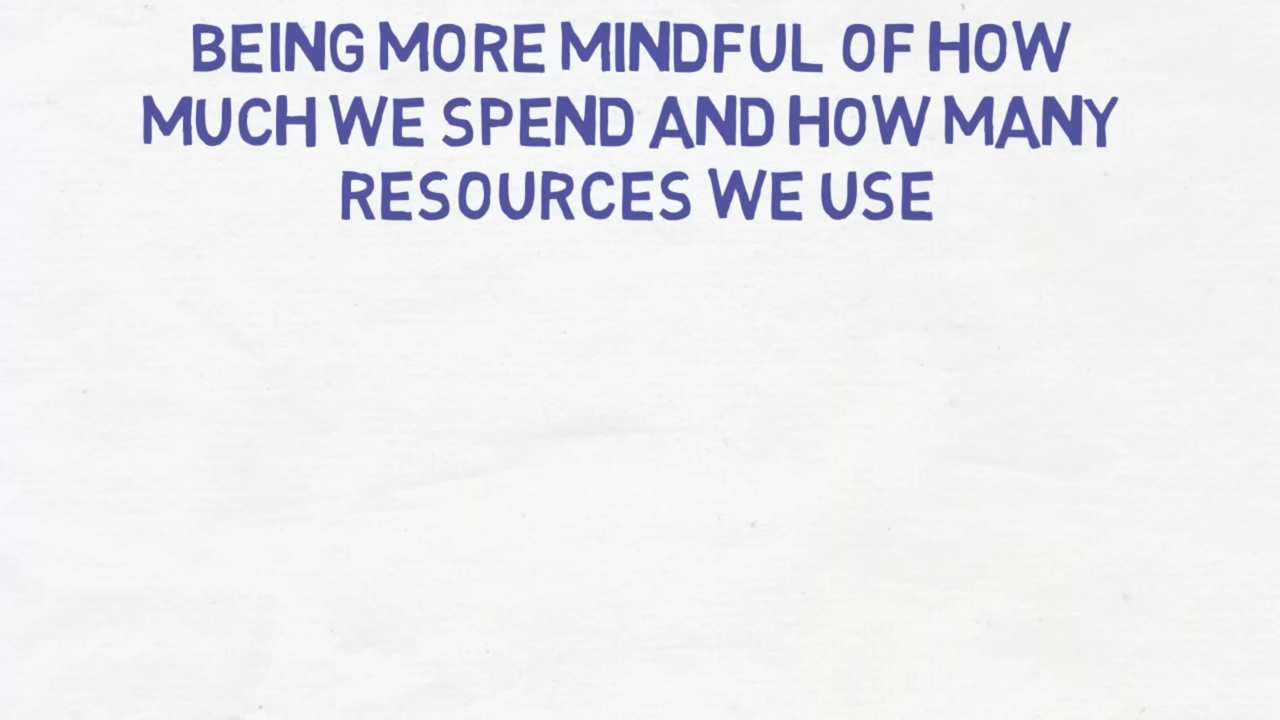 BEING MORE MINDFUL OF HOW
MUCH WE SPEND AND HOW MANY
RESOURCES WE USE